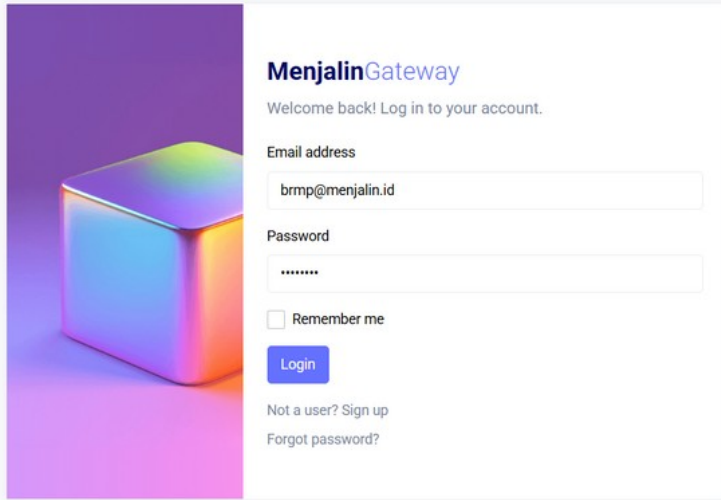 MenjalinGateway
Welcome back! Log in to your account.
Email address
brmp@menjalin.id
Password
••••••••
Remember me
Login
Not a user? Sign up
Forgot password?